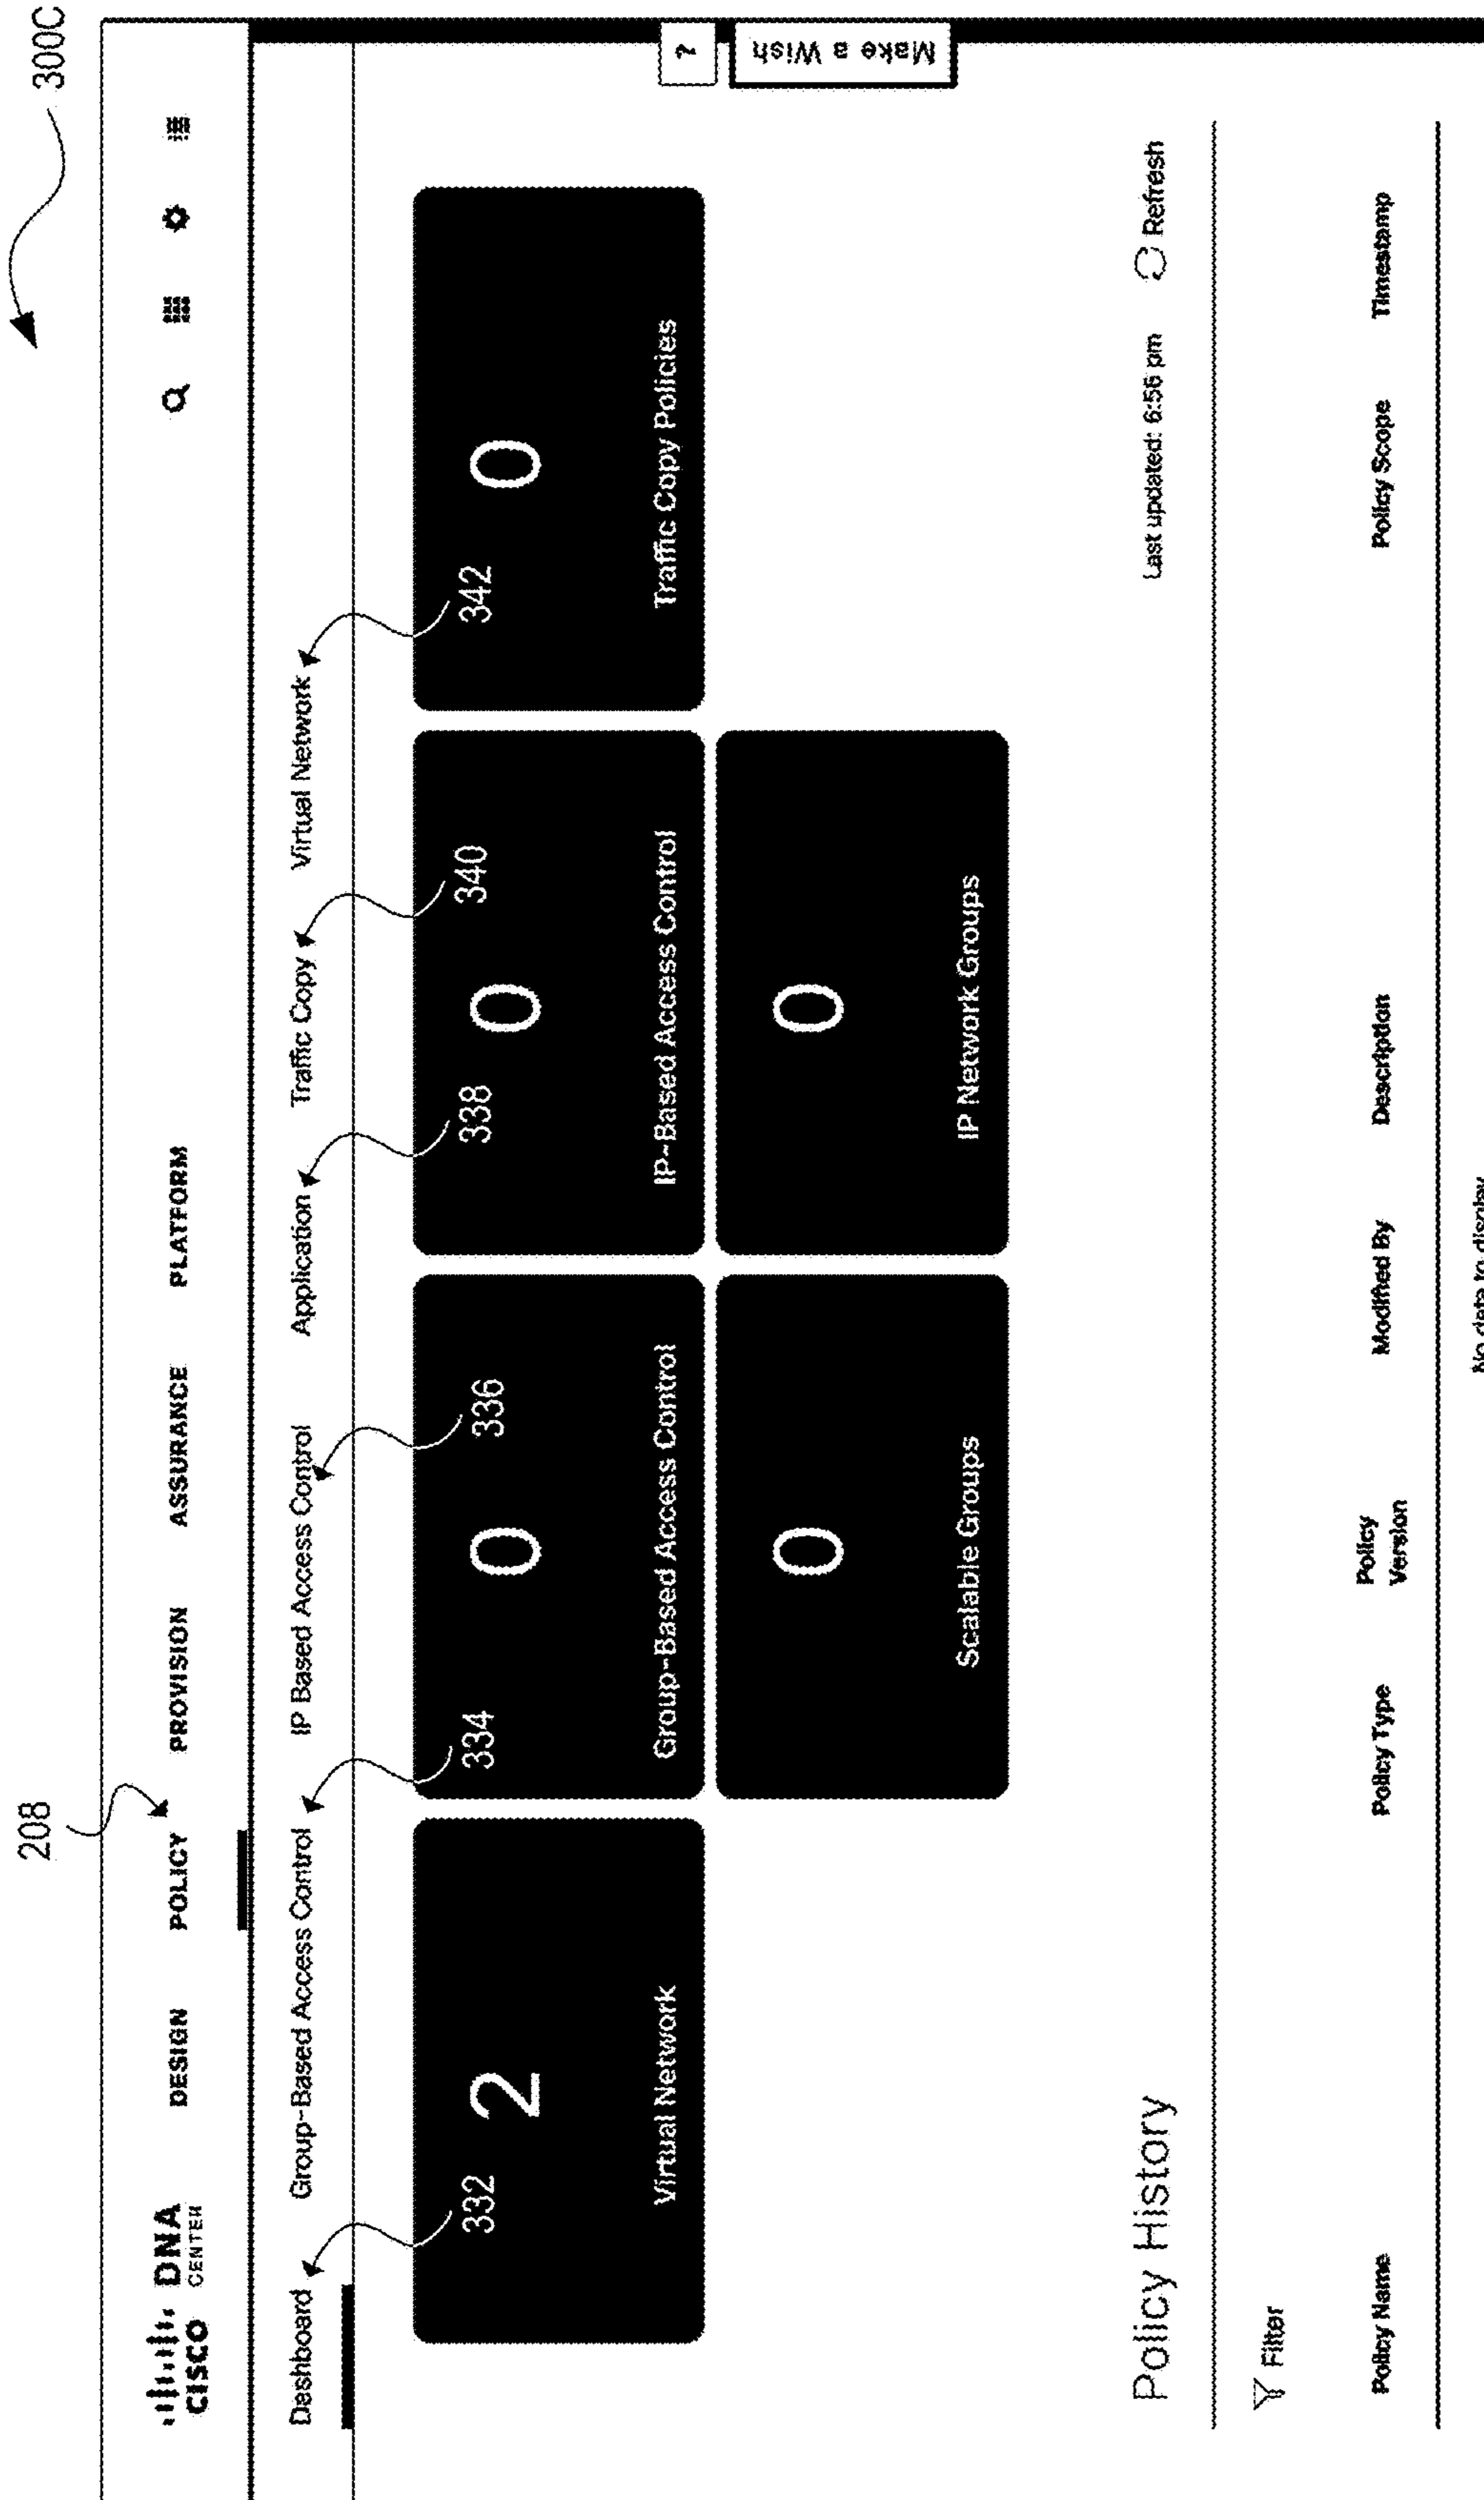 300C
208
CISCO DNA CENTER
DESIGN POLICY PROVISION ASSURANCE PLATFORM
Dashboard Group-Based Access Control IP Based Access Control Application Traffic Copy Virtual Network
332 334 336 338 340 342
2 0 0 0
Virtual Network Group-Based Access Control IP-Based Access Control Traffic Copy Policies
0 0
Scalable Groups IP Network Groups
?
Make a Wish
Policy History Last updated: 6:56 pm Refresh
Filter
Policy Name Policy Type Policy Version Modified By Description Policy Scope Timestamp
No data to display